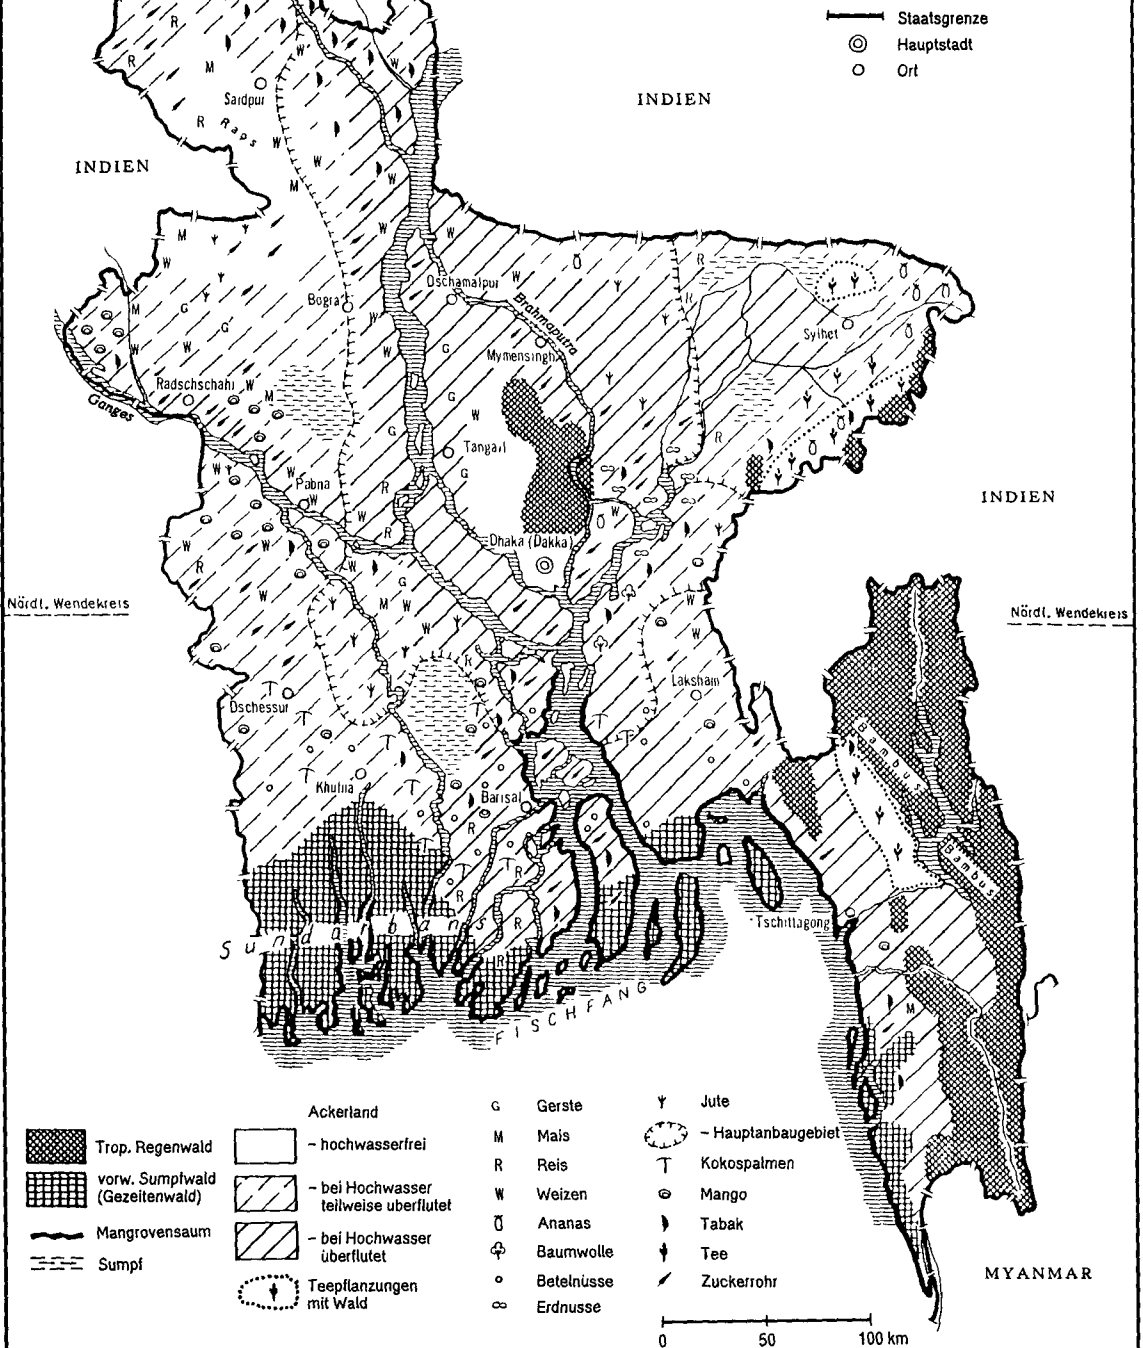 Staatsgrenze
Hauptstadt
Ort
INDIEN
INDIEN
Saidpur
R
R
M
R
Raps
W
W
W
M
Bogra
Dschamalpur
Brahmaputra
Mymensingh
Sylhet
Radschschahi
Ganges
Tangail
Pabna
INDIEN
Dhaka (Dakka)
Nördl. Wendekreis
Nördl. Wendekreis
Laksham
Dschessur
Khulna
Barisal
Bambus
Bambus
Tschittagong
Sundarbans
FISCHFANG
MYANMAR
Trop. Regenwald
vorw. Sumpfwald
(Gezeitenwald)
Mangrovensaum
Sumpf
Ackerland
– hochwasserfrei
– bei Hochwasser
teilweise überflutet
– bei Hochwasser
überflutet
Teepflanzungen
mit Wald
G Gerste
M Mais
R Reis
W Weizen
Ananas
Baumwolle
Betelnüsse
Erdnüsse
Jute
– Hauptanbaugebiet
Kokospalmen
Mango
Tabak
Tee
Zuckerrohr
0 50 100 km